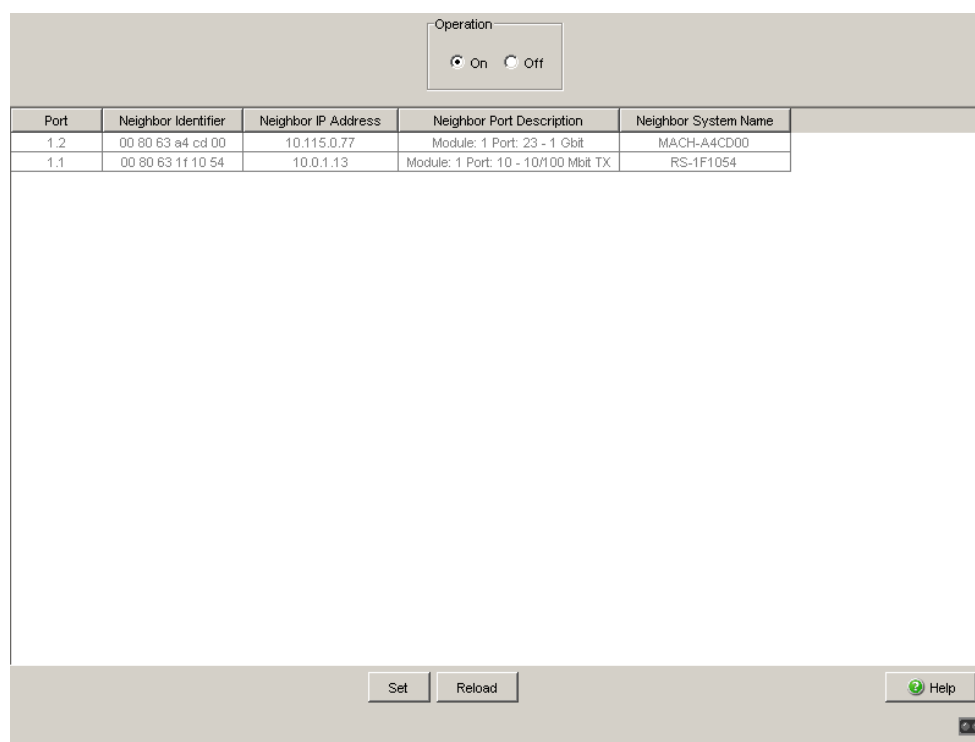 Operation
On Off
Port Neighbor Identifier Neighbor IP Address Neighbor Port Description Neighbor System Name
1.2 00 80 63 a4 cd 00 10.115.0.77 Module: 1 Port: 23 - 1 Gbit MACH-A4CD00
1.1 00 80 63 1f 10 54 10.0.1.13 Module: 1 Port: 10 - 10/100 Mbit TX RS-1F1054
Set Reload Help